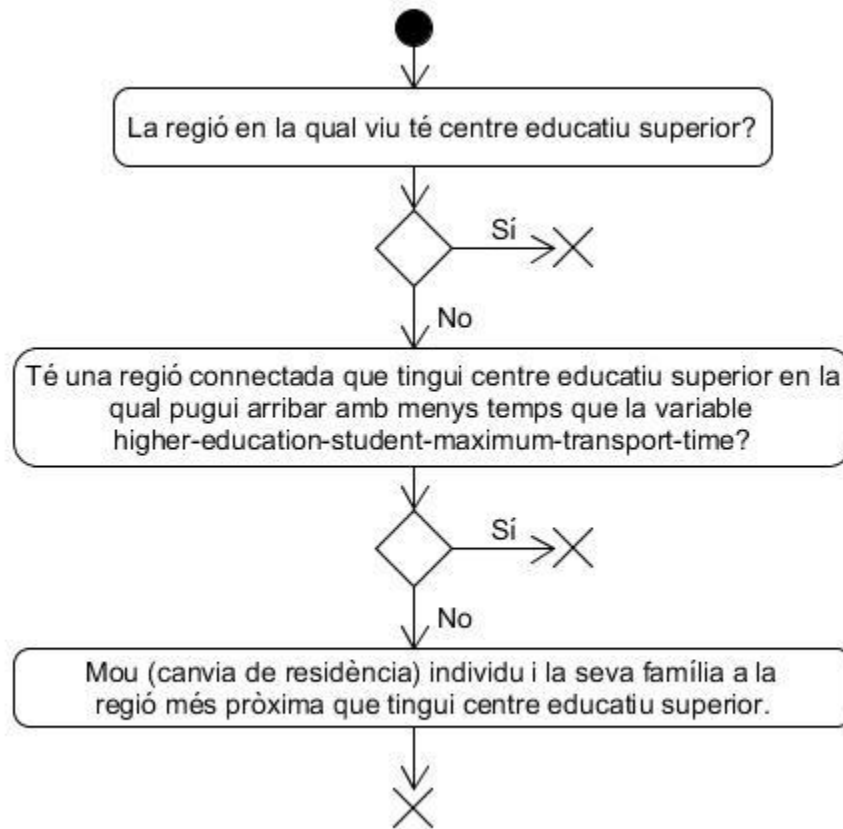 La regió en la qual viu té centre educatiu superior?
Sí
No
Té una regió connectada que tingui centre educatiu superior en la
qual pugui arribar amb menys temps que la variable
higher-education-student-maximum-transport-time?
Sí
No
Mou (canvia de residència) individu i la seva família a la
regió més pròxima que tingui centre educatiu superior.